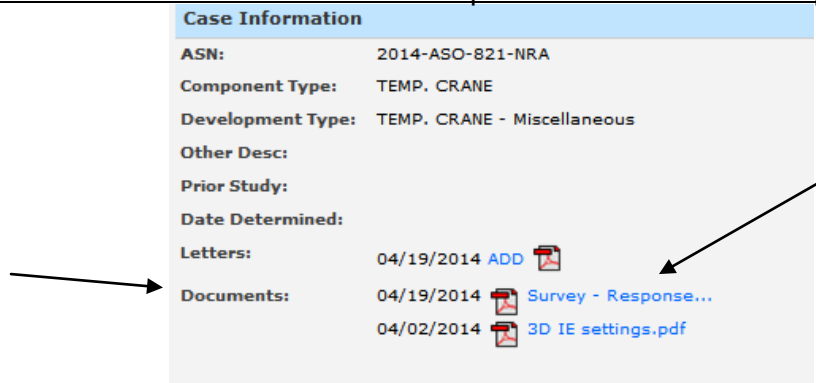 Case Information
ASN: 2014-ASO-821-NRA
Component Type: TEMP. CRANE
Development Type: TEMP. CRANE - Miscellaneous
Other Desc:
Prior Study:
Date Determined:
Letters: 04/19/2014 ADD
Documents: 04/19/2014 Survey - Response...
04/02/2014 3D IE settings.pdf